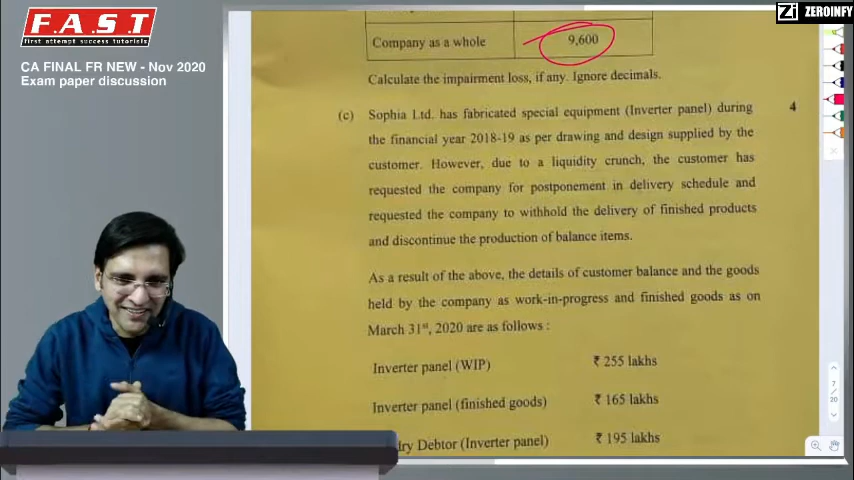 F.A.S.T
first attempt success tutorials
Zi ZEROINFY
CA FINAL FR NEW - Nov 2020
Exam paper discussion
Company as a whole 9,600
Calculate the impairment loss, if any. Ignore decimals.
(c) Sophia Ltd. has fabricated special equipment (Inverter panel) during 4
the financial year 2018-19 as per drawing and design supplied by the
customer. However, due to a liquidity crunch, the customer has
requested the company for postponement in delivery schedule and
requested the company to withhold the delivery of finished products
and discontinue the production of balance items.
As a result of the above, the details of customer balance and the goods
held by the company as work-in-progress and finished goods as on
March 31st, 2020 are as follows :
Inverter panel (WIP) ₹ 255 lakhs
Inverter panel (finished goods) ₹ 165 lakhs
dry Debtor (Inverter panel) ₹ 195 lakhs
7
20